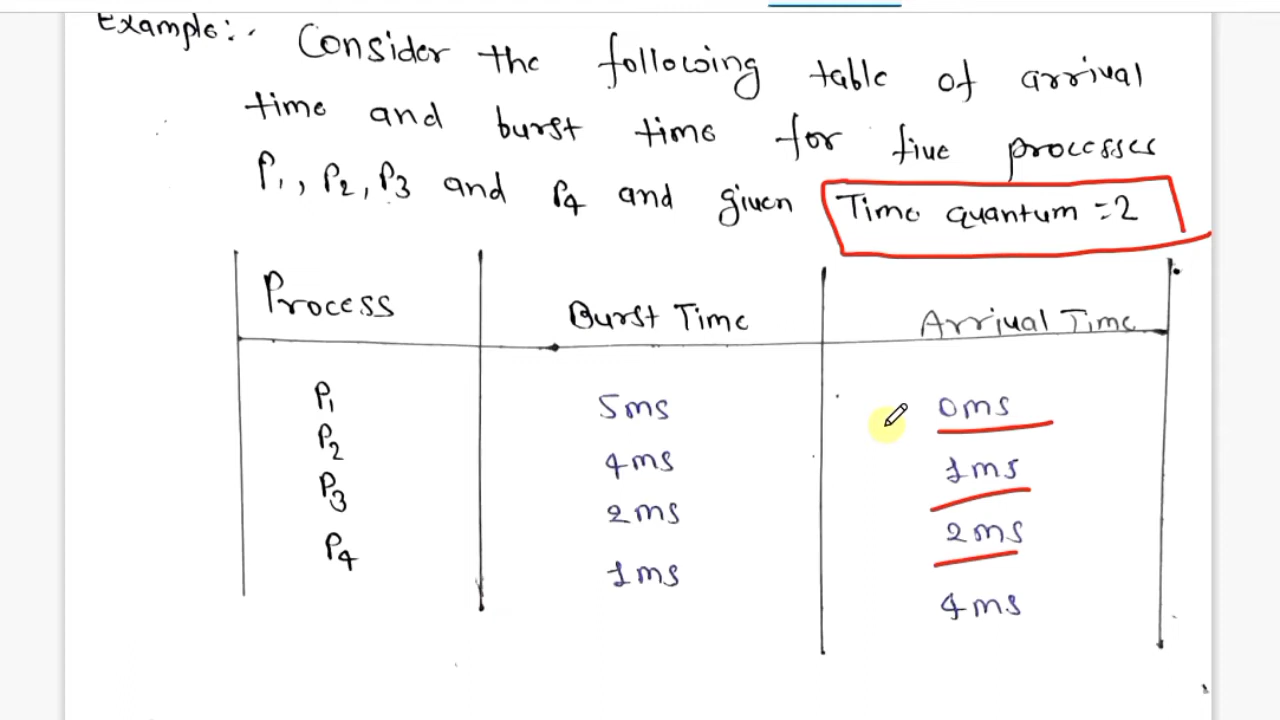 Example:-
Consider the following table of arrival
time and burst time for five processes
P1, P2, P3 and P4 and given Time quantum = 2
Process Burst Time Arrival Time
P1 5ms 0ms
P2 4ms 1ms
P3 2ms 2ms
P4 1ms 4ms